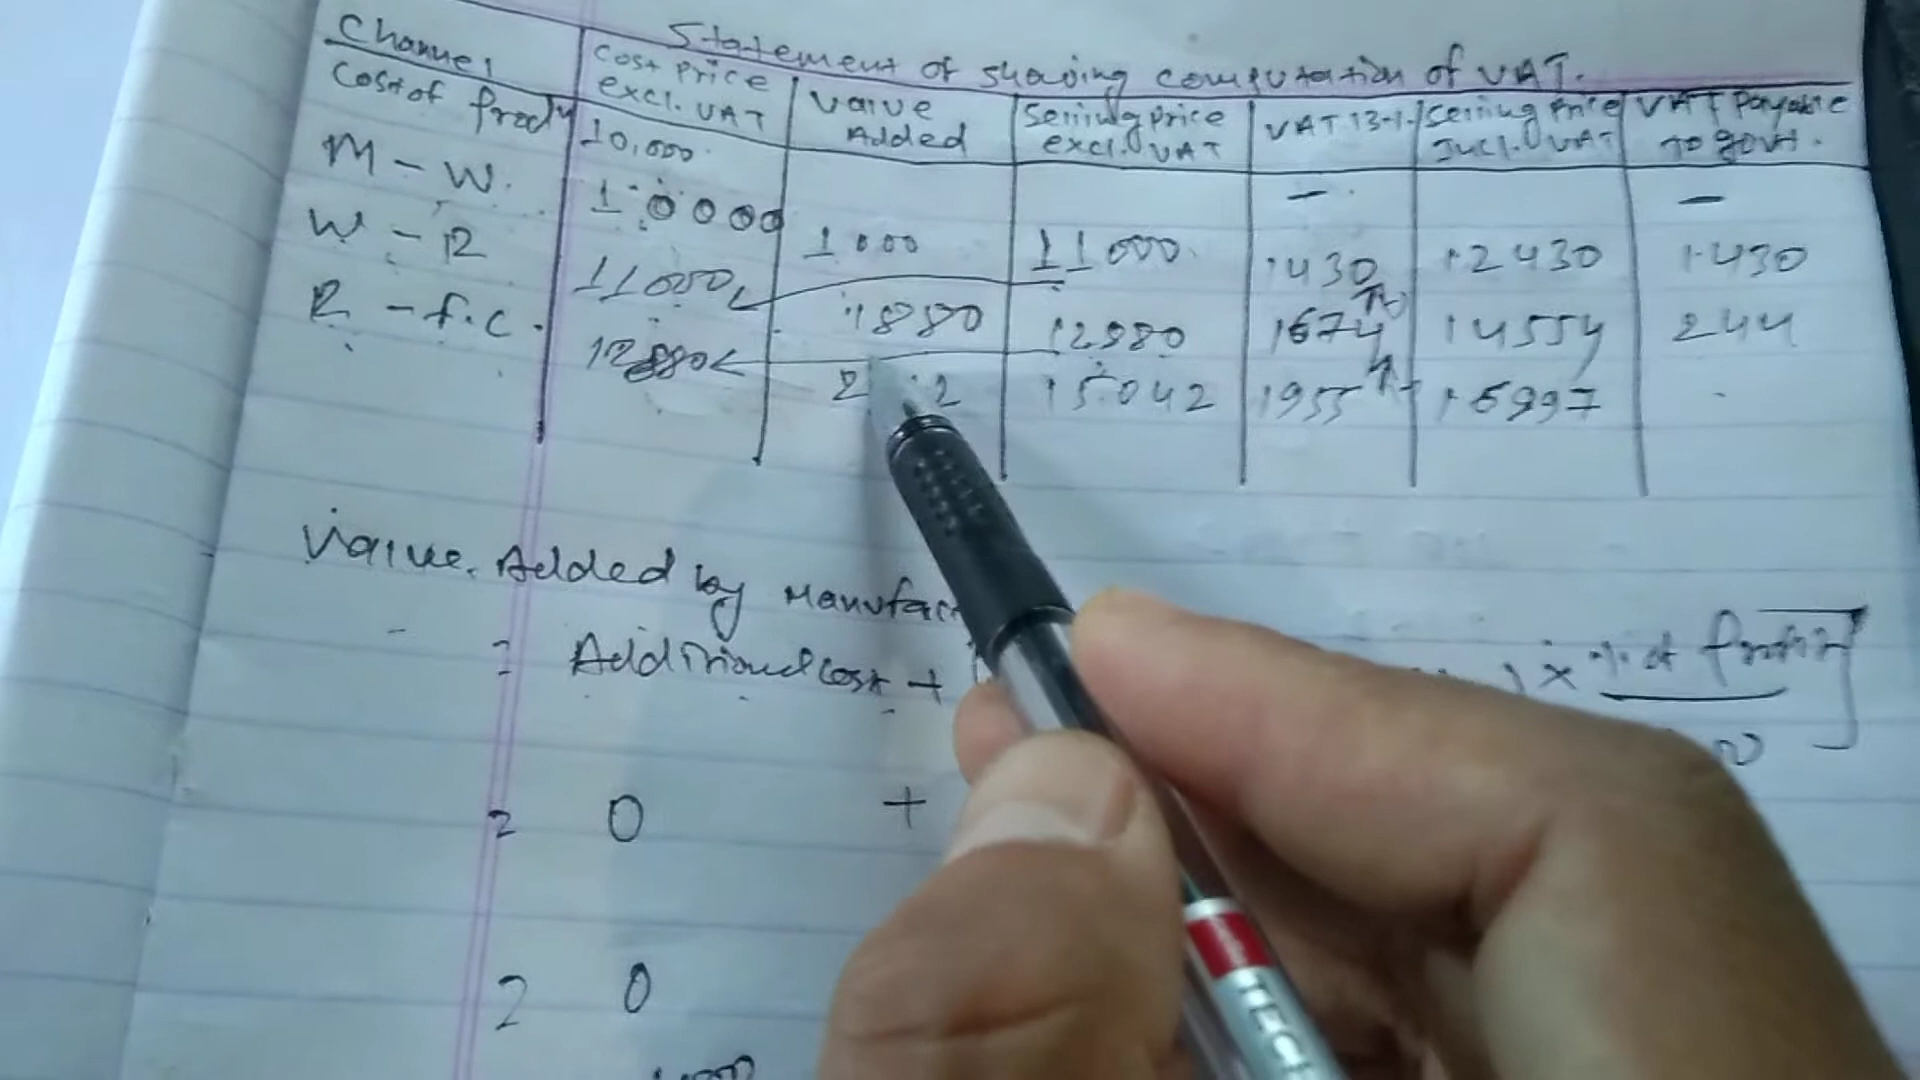 Statement of showing computation of VAT.
Channel | Cost Price excl. VAT | Value Added | Selling Price excl. VAT | VAT 13% | Selling Price Incl. VAT | VAT Payable to govt.
Cost of Produ | 10,000 | | | — | | —
M – W. | 10000 | 1000 | 11000 | 1430 | 12430 | 1430
W – R | 11000 | 1880 | 12880 | 1674 | 14554 | 244
R – f.c. | 12880 | 2 2 | 15042 | 1955 | 16997
Value Added by Manufac
= Additional Cost + [ ) × % of Profit ]
= 0 +
= 0